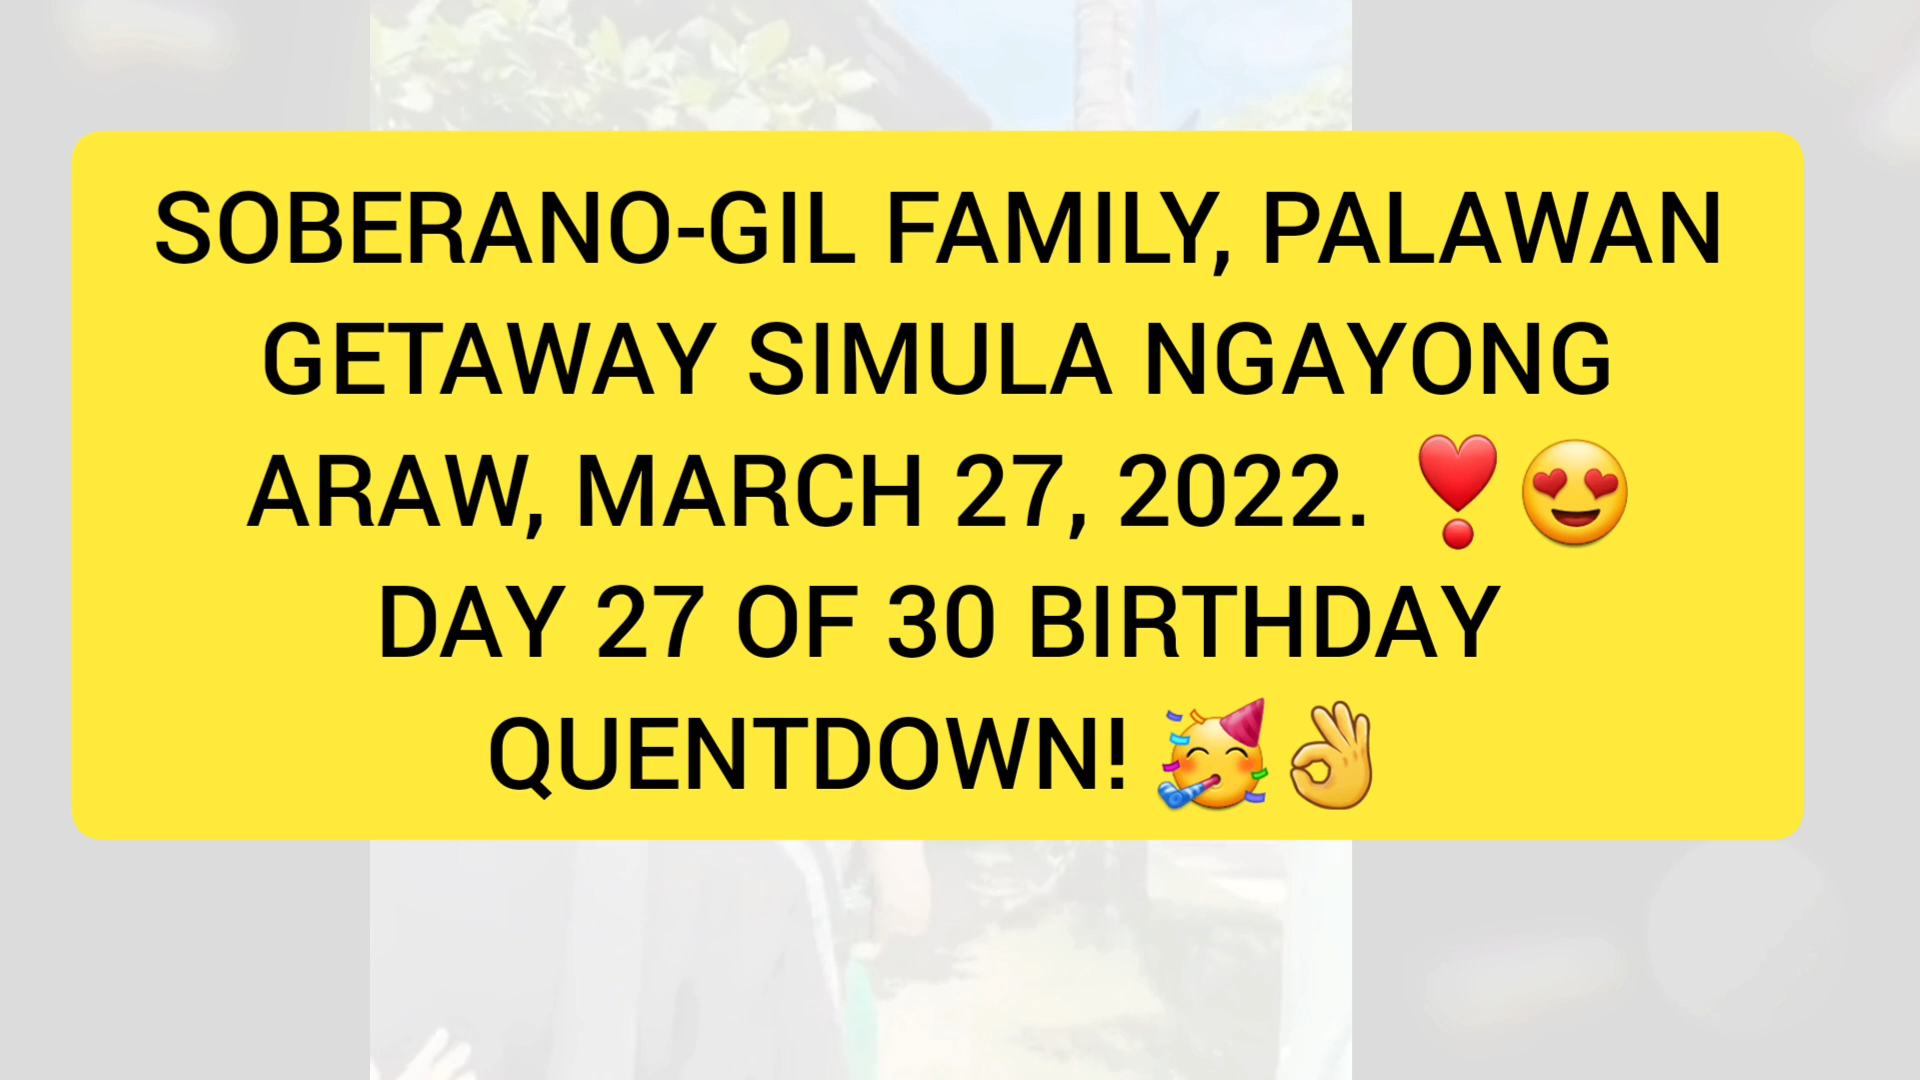 SOBERANO-GIL FAMILY, PALAWAN
GETAWAY SIMULA NGAYONG
ARAW, MARCH 27, 2022. ❣️😍
DAY 27 OF 30 BIRTHDAY
QUENTDOWN! 🥳👌